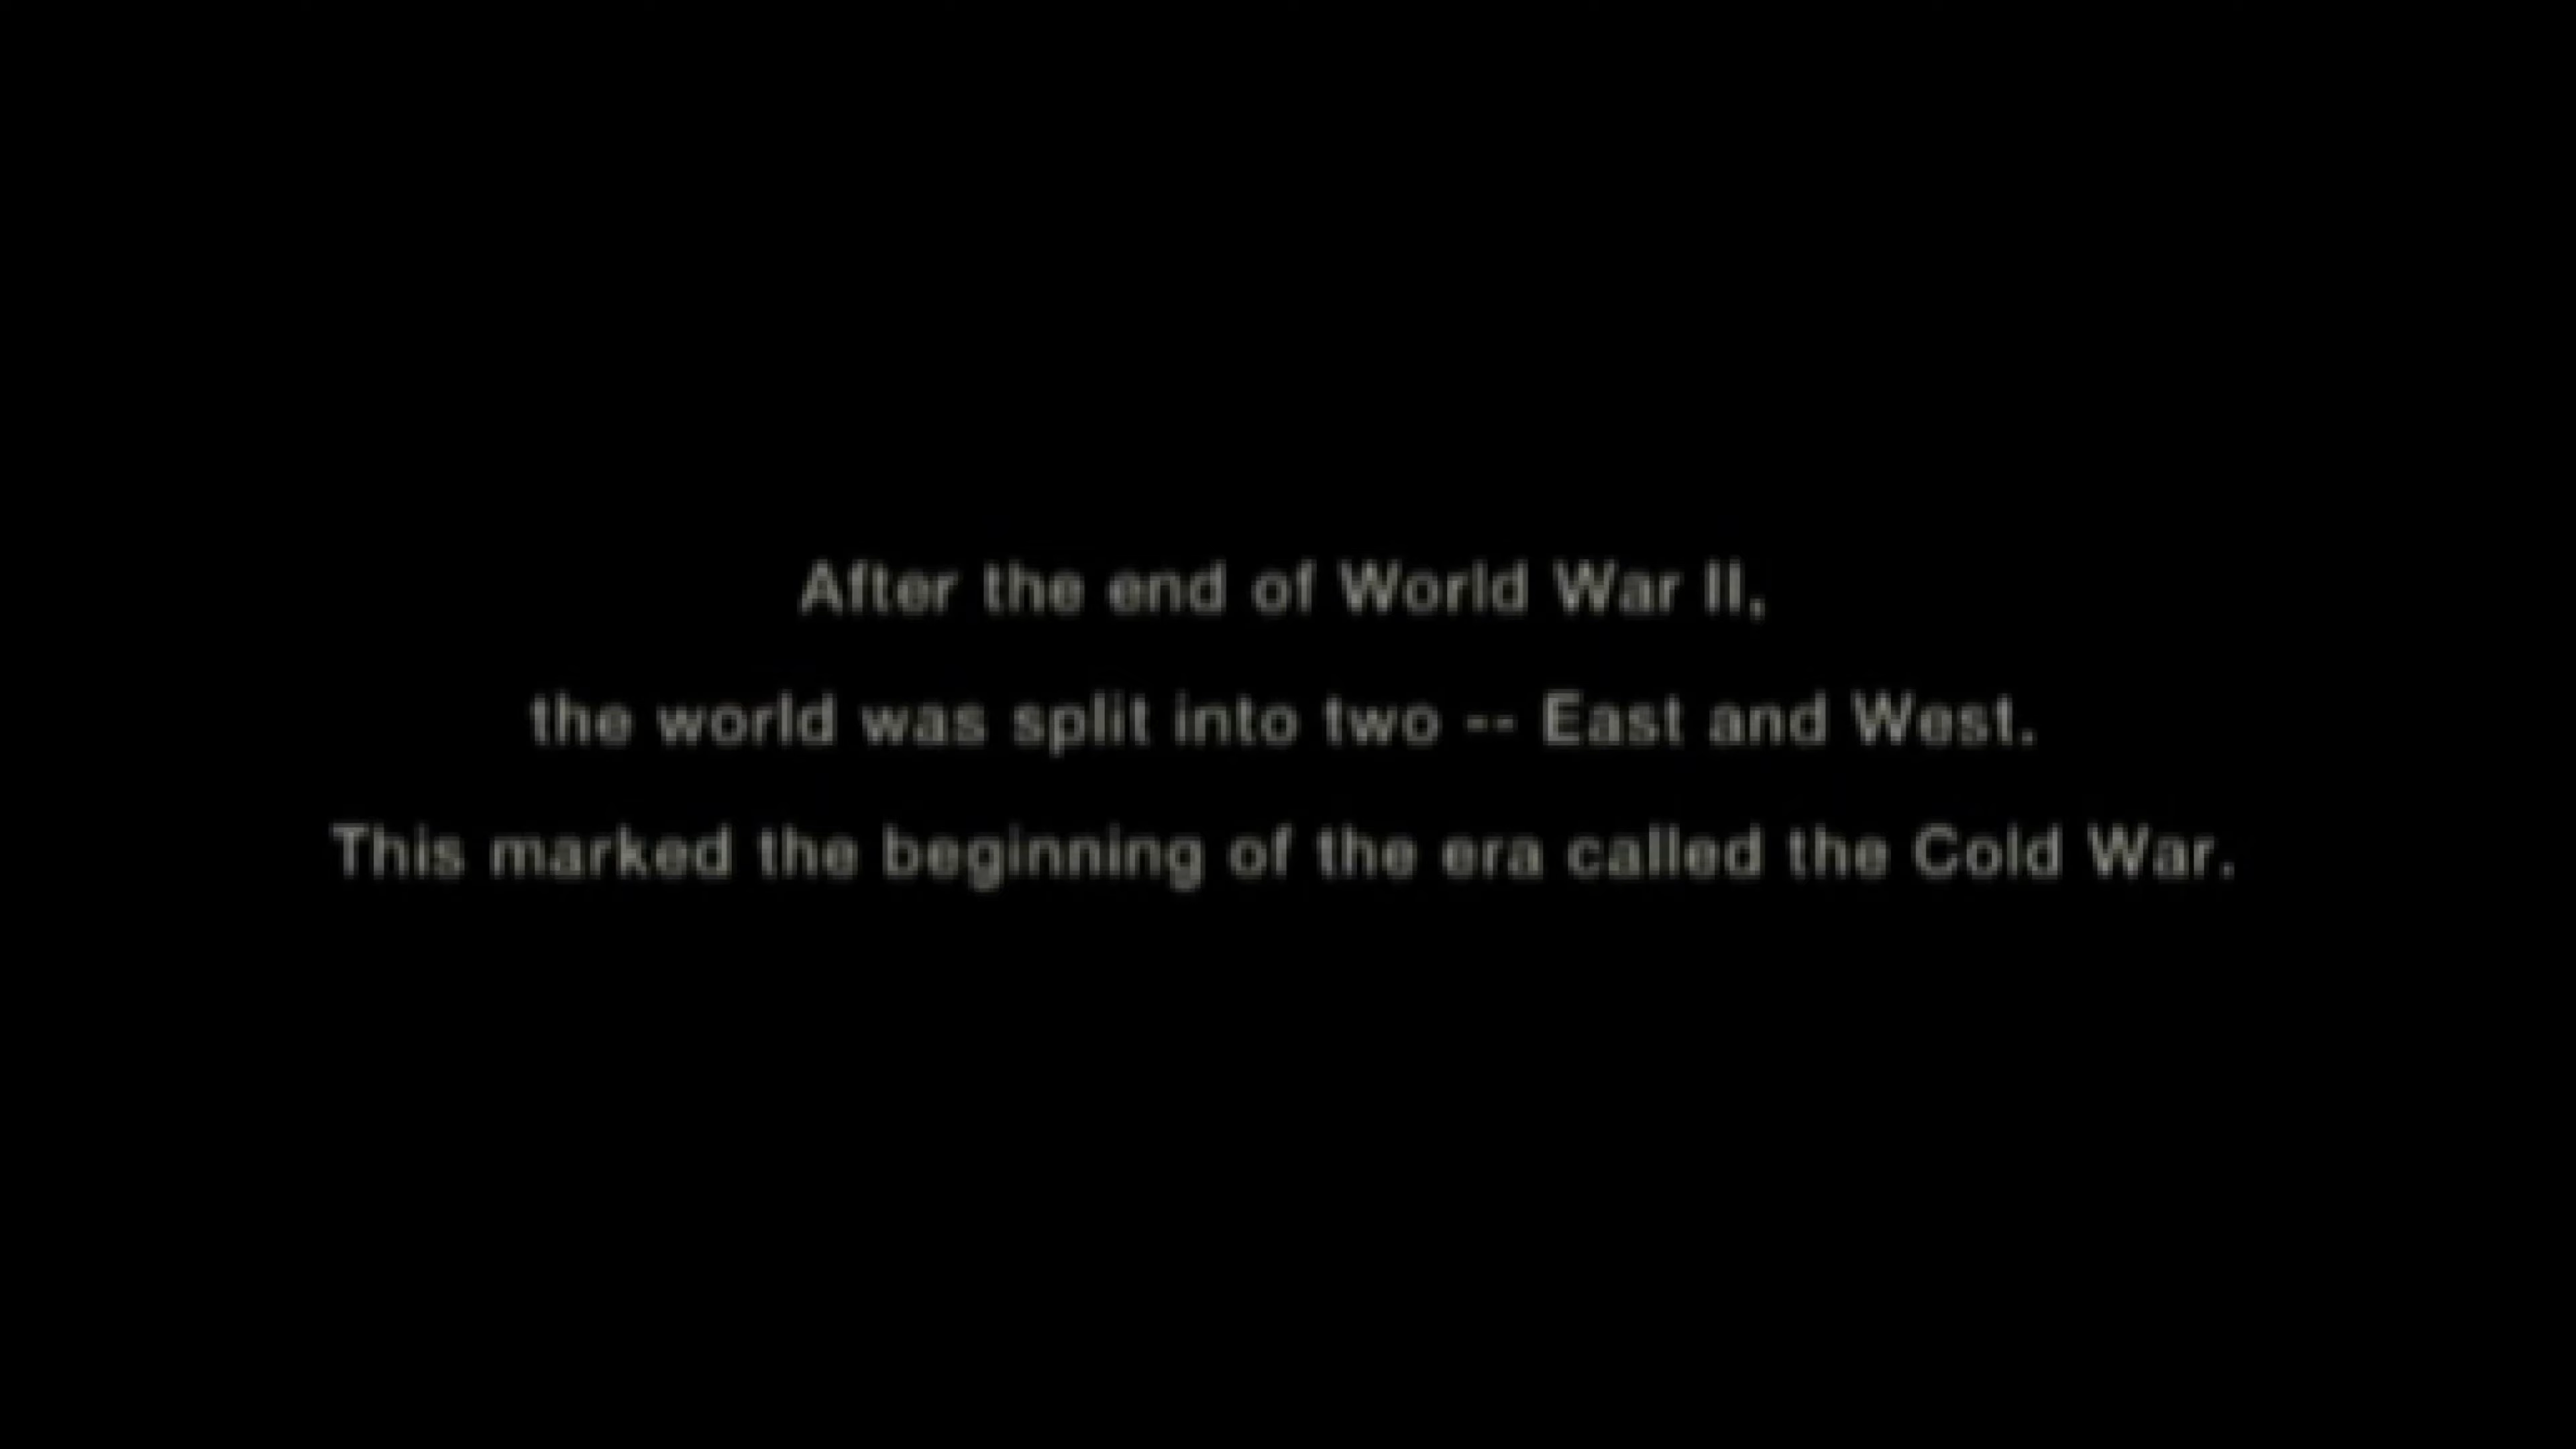 After the end of World War II,
the world was split into two -- East and West.
This marked the beginning of the era called the Cold War.